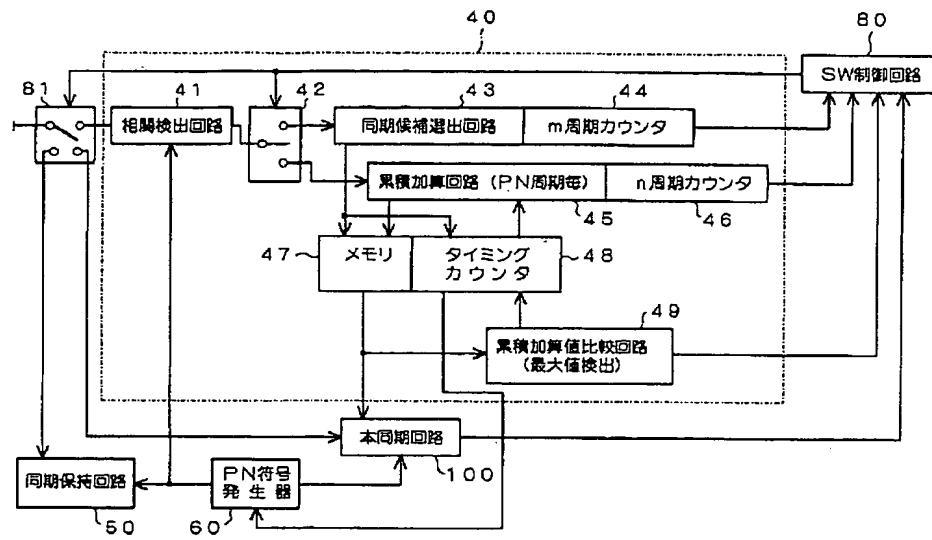 40
80
SW制御回路
81
41
相関検出回路
42
43
44
同期候補選出回路
m周期カウンタ
累積加算回路(PN周期毎)
n周期カウンタ
45
46
47
メモリ
タイミング
カウンタ
48
49
累積加算値比較回路
(最大値検出)
本同期回路
100
同期保持回路
50
PN符号
発生器
60